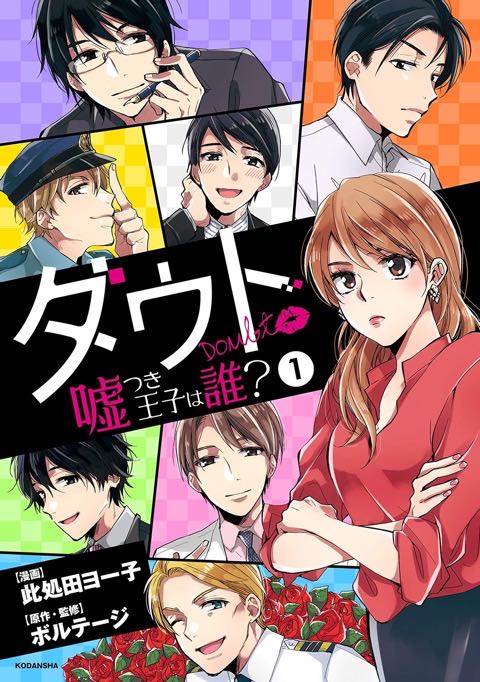 ダウト
Doubt
嘘つき
王子は誰?
1
【漫画】
此処田ヨー子
【原作・監修】
ボルテージ
KODANSHA